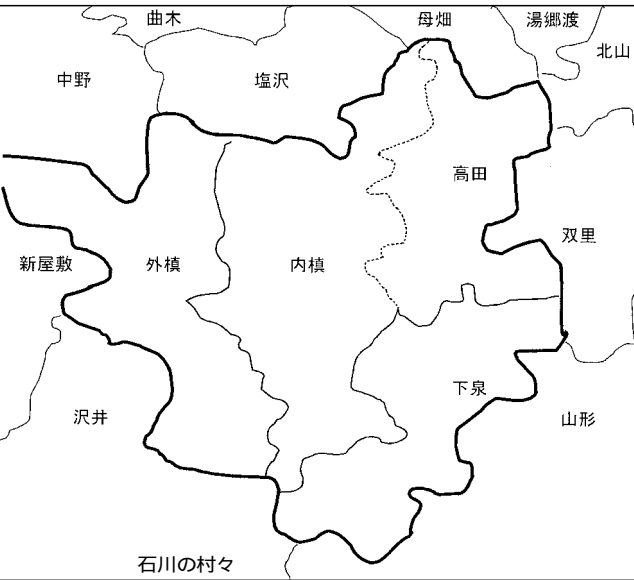 曲木
母畑
湯郷渡
北山
中野
塩沢
高田
双里
新屋敷
外槙
内槙
下泉
沢井
山形
石川の村々